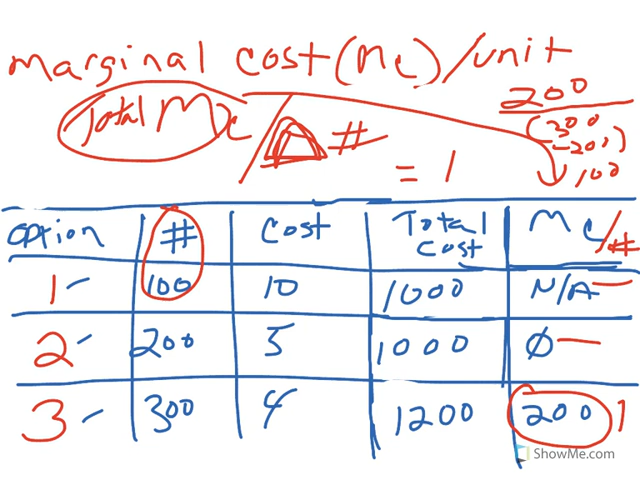 marginal cost (Mc)/unit
Total Mc / Δ # = 1
200
(300
-200)
100
option # Cost Total Cost Mc/#
1 100 10 1000 N/A
2 200 5 1000 Ø
3 300 4 1200 200 1
ShowMe.com